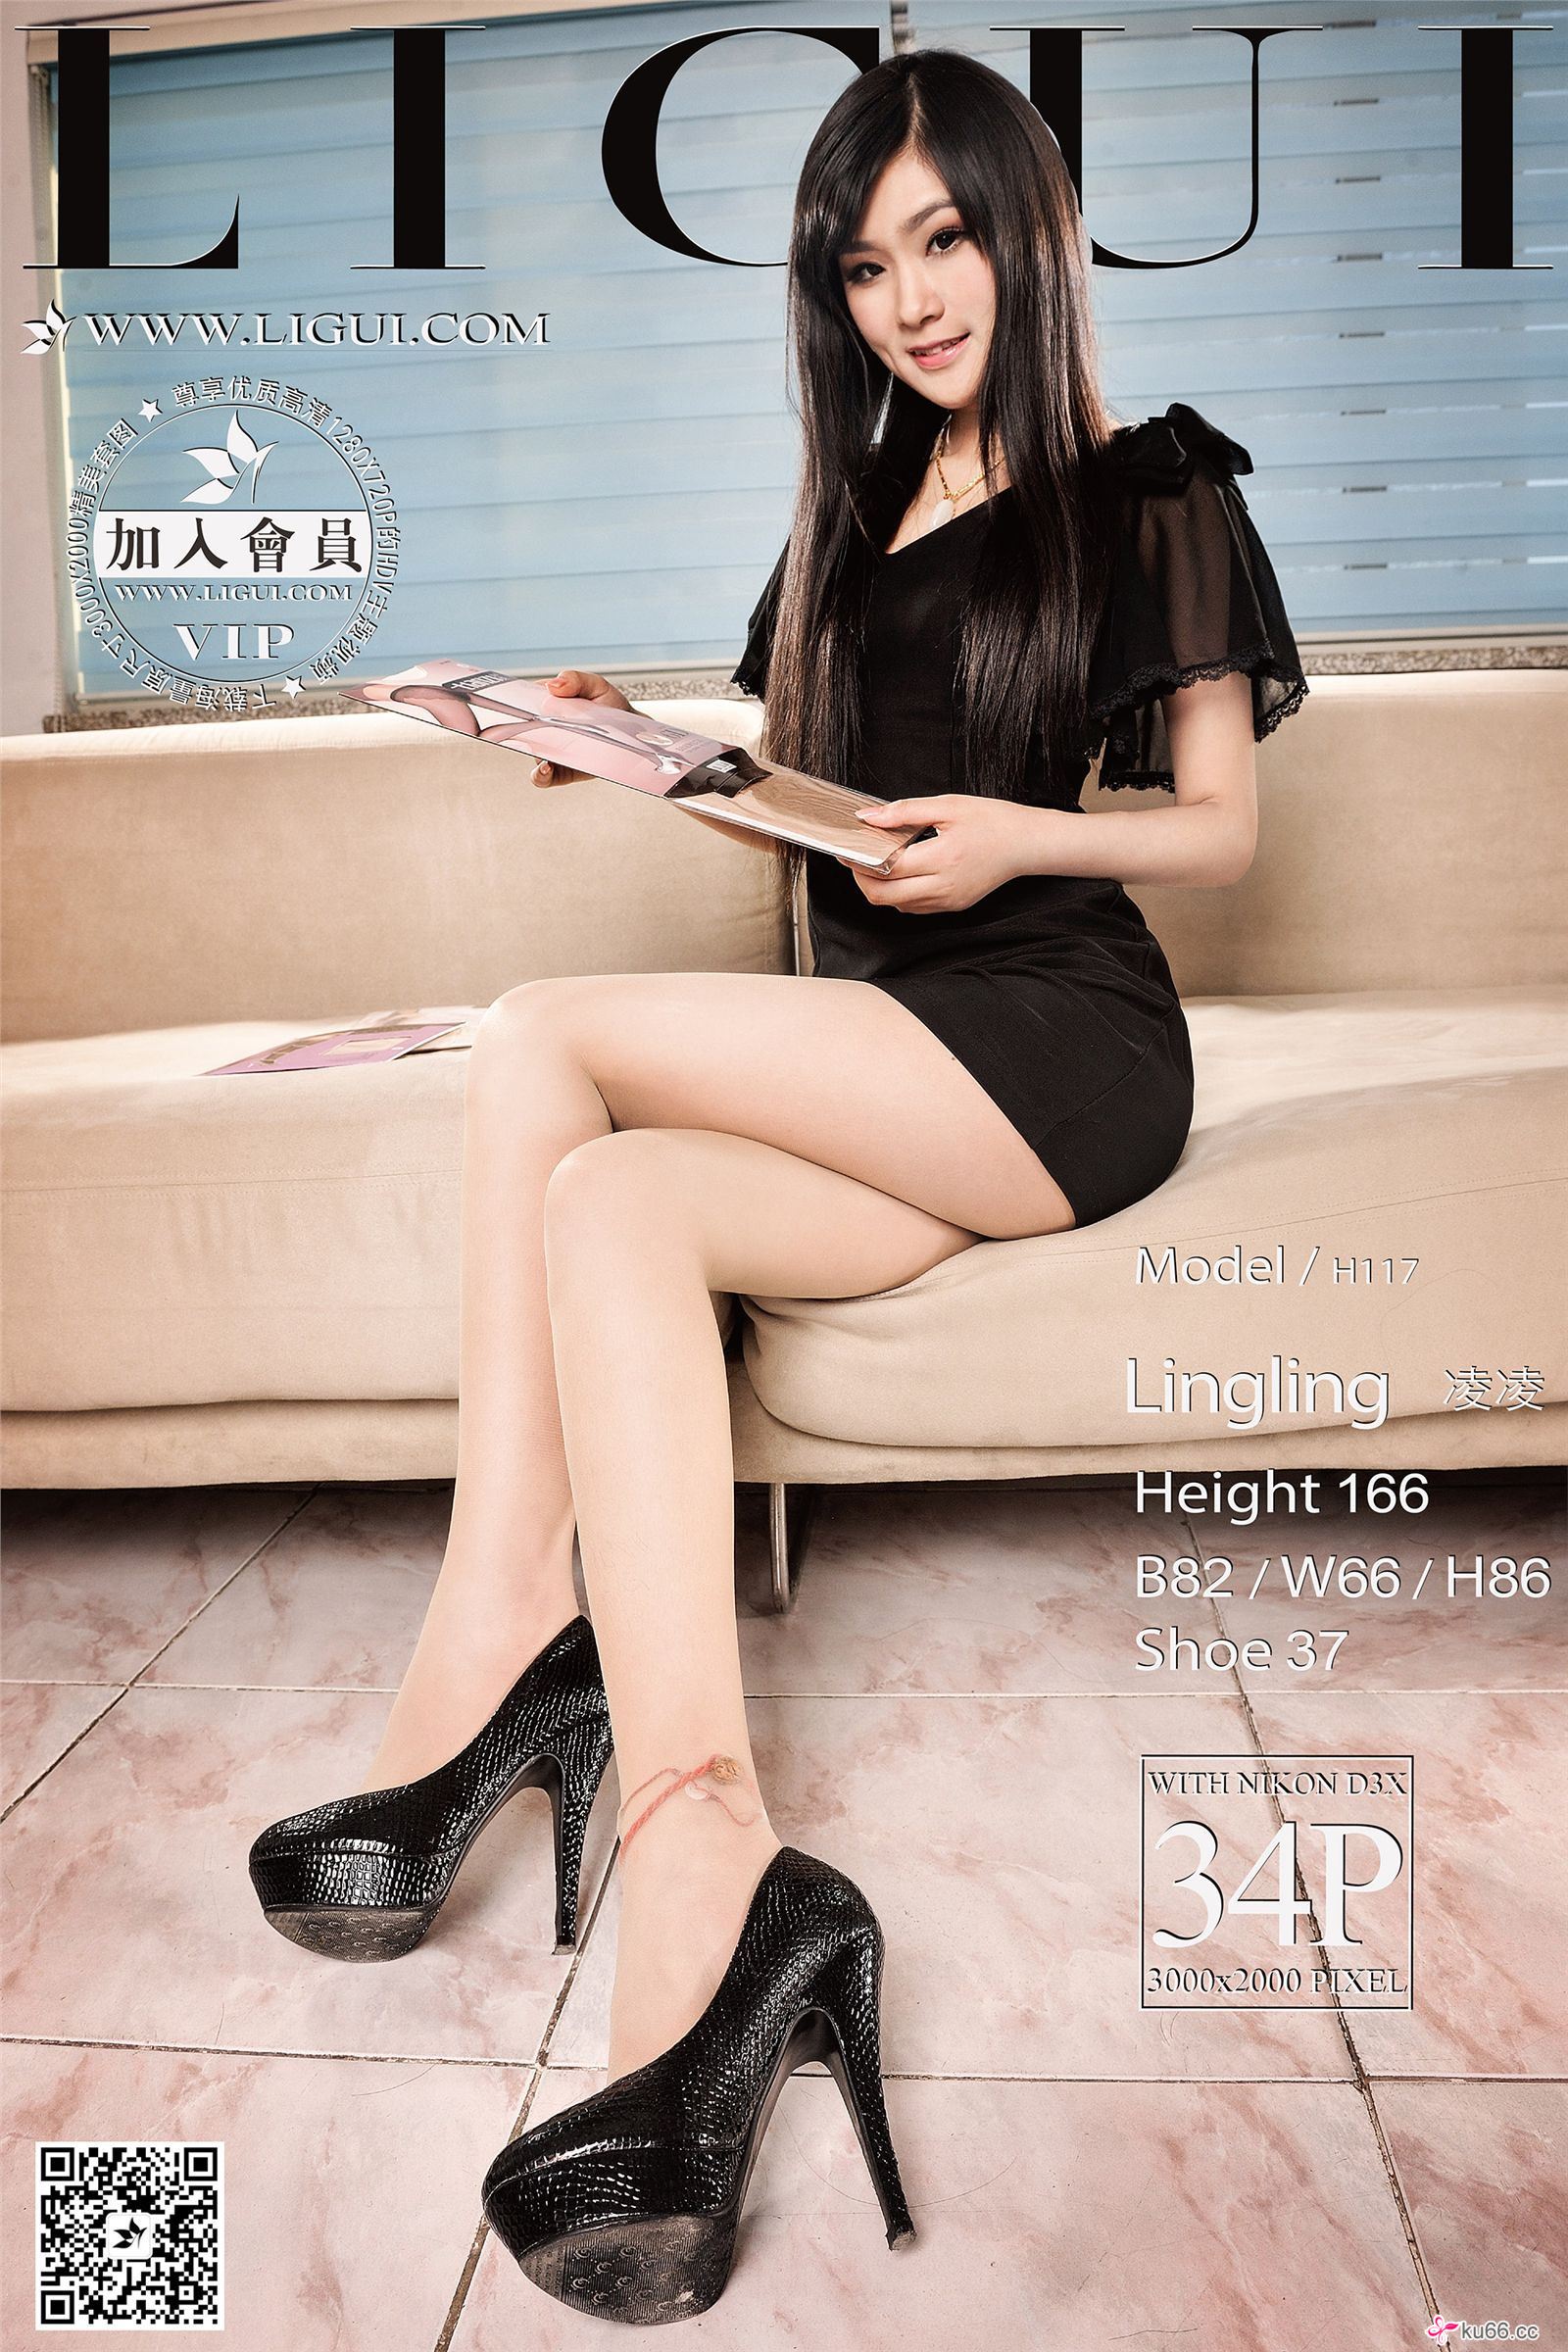 LIGUI
WWW.LIGUI.COM
尊享优质高清1280X720P的HDV主题视频
下载海量原尺寸3000X2000精美套图
加入會員
WWW.LIGUI.COM
VIP
Model / H117
Lingling 凌凌
Height 166
B82 / W66 / H86
Shoe 37
WITH NIKON D3X
34P
3000x2000 PIXEL
ku66.cc